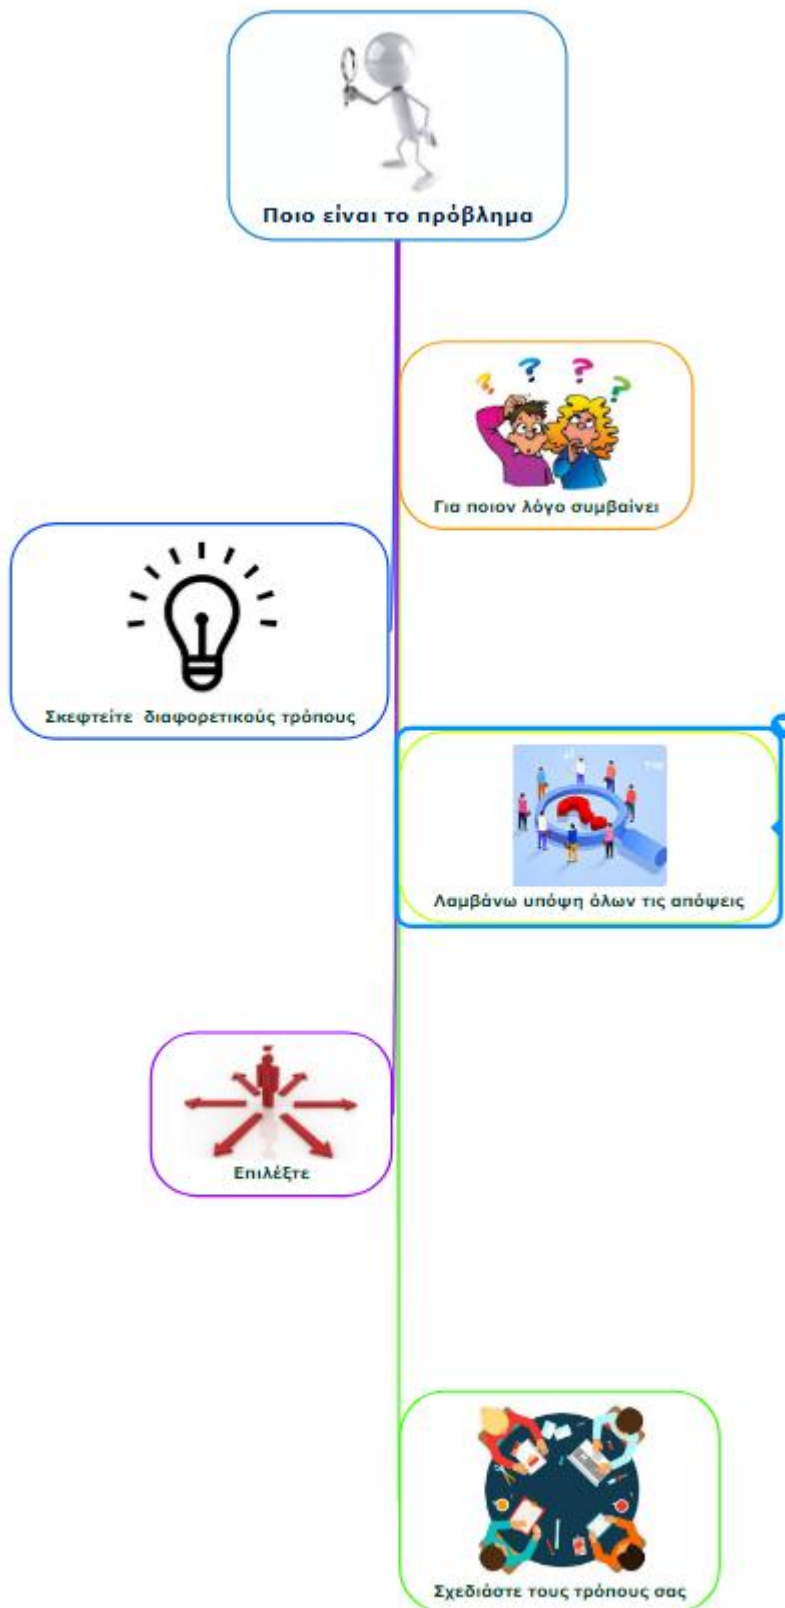 Ποιο είναι το πρόβλημα
Για ποιον λόγο συμβαίνει
Σκεφτείτε διαφορετικούς τρόπους
Λαμβάνω υπόψη όλων τις απόψεις
Επιλέξτε
Σχεδιάστε τους τρόπους σας